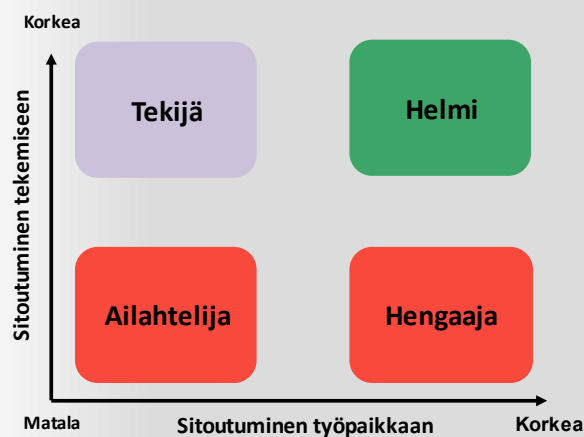 Korkea
Sitoutuminen tekemiseen
Tekijä
Helmi
Ailahtelija
Hengaaja
Matala
Sitoutuminen työpaikkaan
Korkea